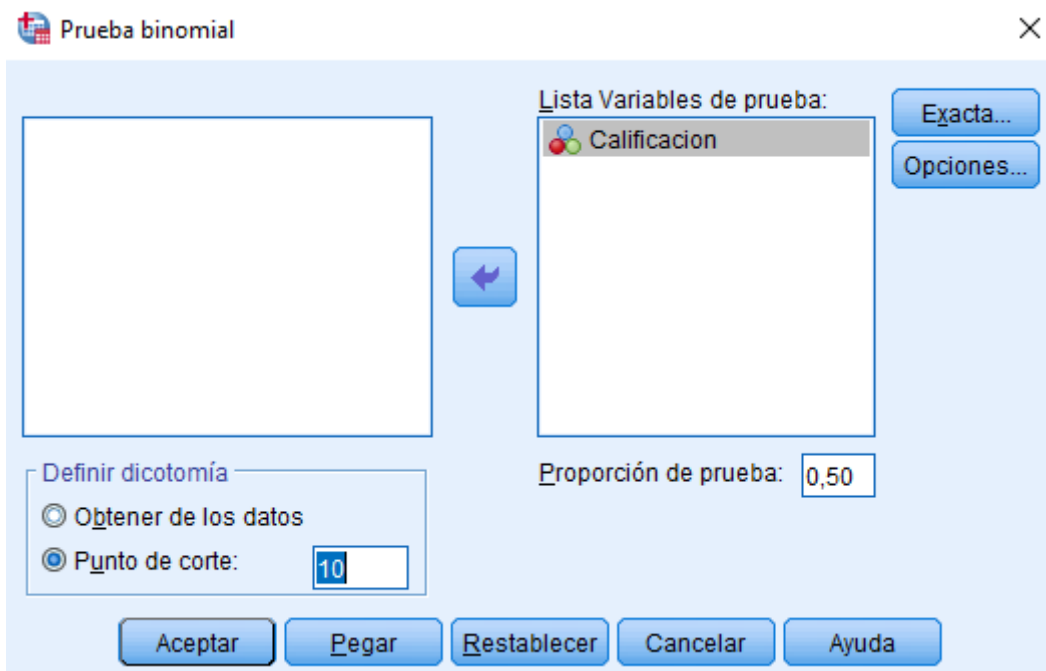 Prueba binomial
Lista Variables de prueba:
Calificacion
Exacta...
Opciones...
Definir dicotomía
Obtener de los datos
Punto de corte: 10
Proporción de prueba: 0,50
Aceptar Pegar Restablecer Cancelar Ayuda